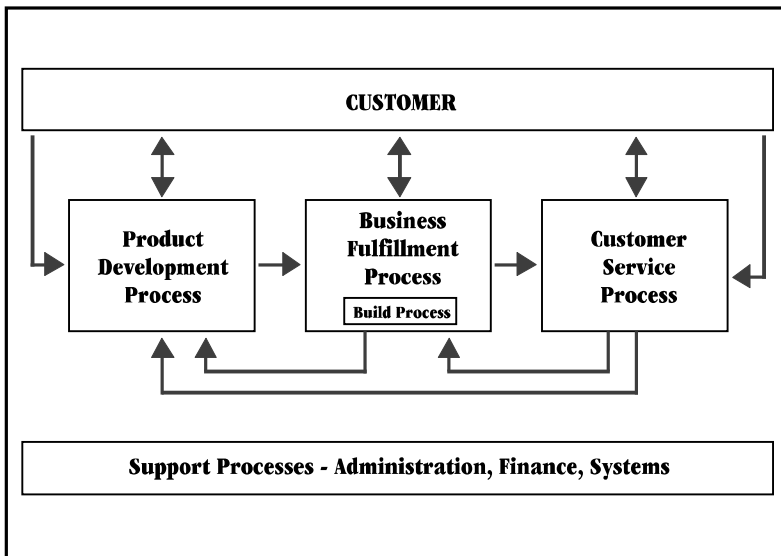 CUSTOMER
Product
Development
Process
Business
Fulfillment
Process
Build Process
Customer
Service
Process
Support Processes - Administration, Finance, Systems